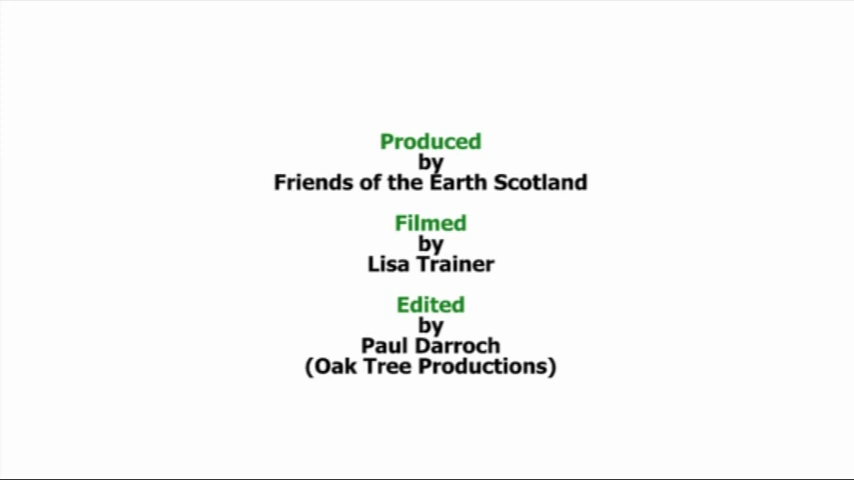 Produced
by
Friends of the Earth Scotland
Filmed
by
Lisa Trainer
Edited
by
Paul Darroch
(Oak Tree Productions)